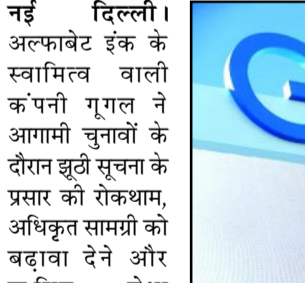 नई दिल्ली।
अल्फाबेट इंक के
स्वामित्व वाली
कंपनी गूगल ने
आगामी चुनावों के
दौरान झूठी सूचना के
प्रसार की रोकथाम,
अधिकृत सामग्री को
बढ़ावा देने और